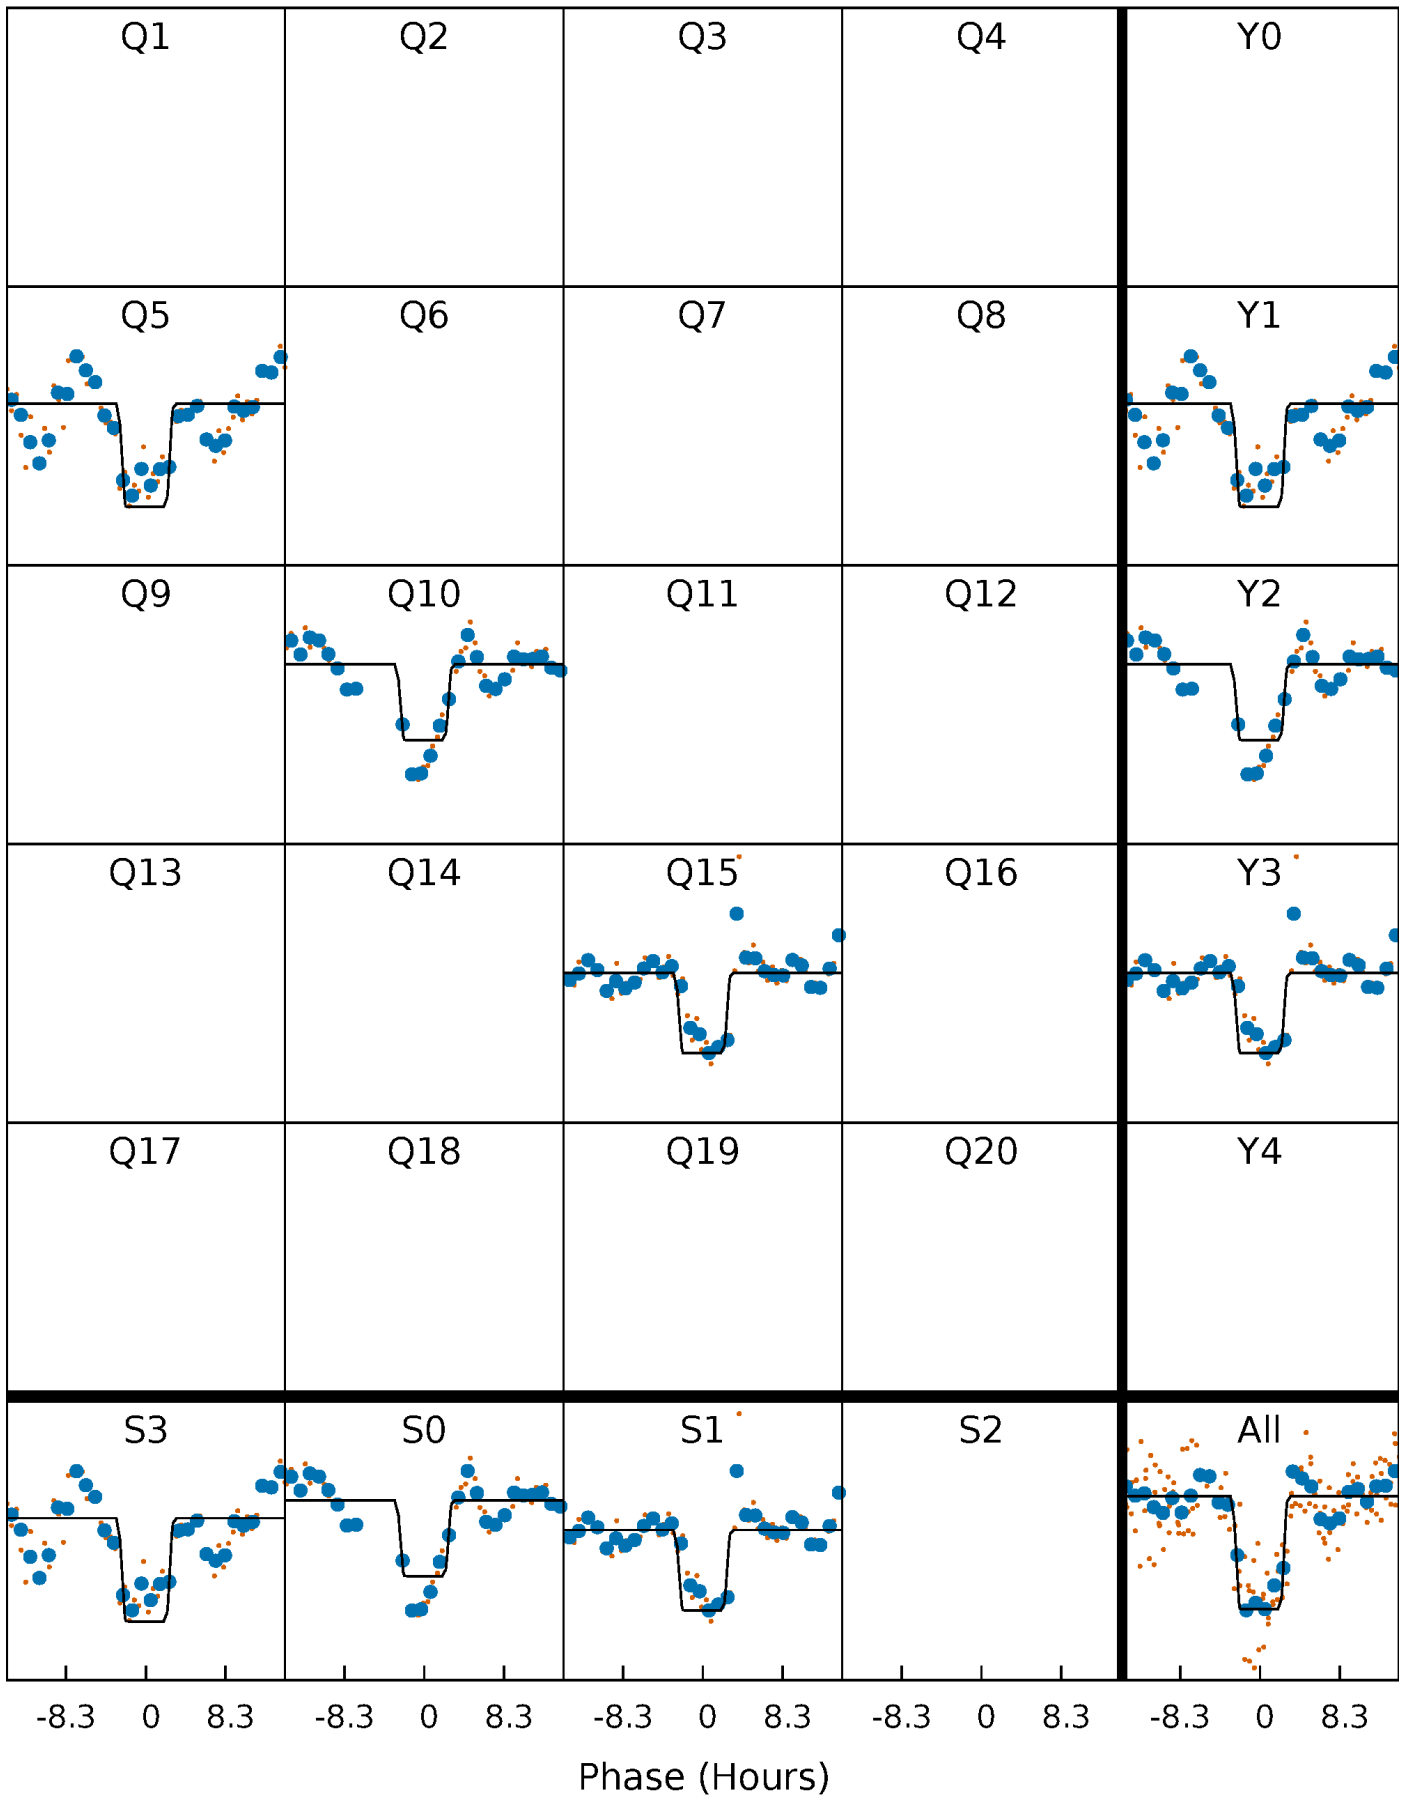 Q1 Q2 Q3 Q4 Y0
Q5 Q6 Q7 Q8 Y1
Q9 Q10 Q11 Q12 Y2
Q13 Q14 Q15 Q16 Y3
Q17 Q18 Q19 Q20 Y4
S3 S0 S1 S2 All
-8.3 0 8.3 -8.3 0 8.3 -8.3 0 8.3 -8.3 0 8.3 -8.3 0 8.3
Phase (Hours)